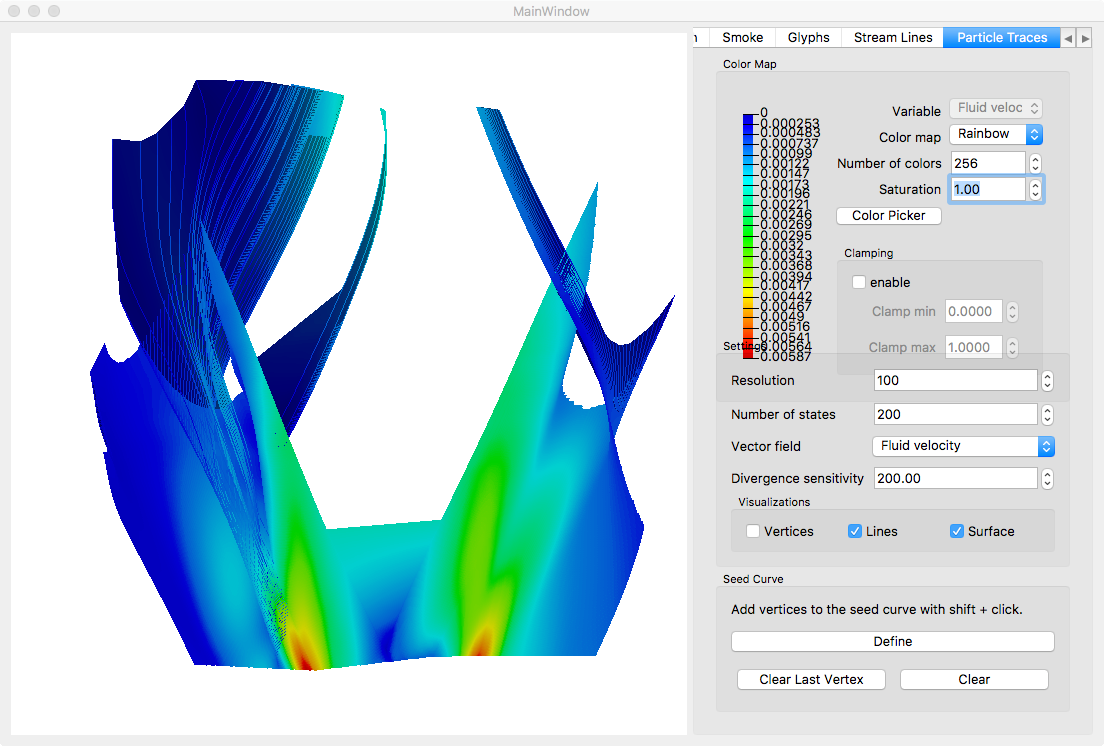 MainWindow
Smoke Glyphs Stream Lines Particle Traces
Color Map
0
0.000253
0.000483
0.000737
0.00099
0.00122
0.00147
0.00173
0.00196
0.00221
0.00246
0.00269
0.00295
0.0032
0.00343
0.00368
0.00394
0.00417
0.00442
0.00467
0.0049
0.00516
0.00541
0.00564
0.00587
Variable Fluid veloc
Color map Rainbow
Number of colors 256
Saturation 1.00
Color Picker
Clamping
enable
Clamp min 0.0000
Clamp max 1.0000
Settings
Resolution 100
Number of states 200
Vector field Fluid velocity
Divergence sensitivity 200.00
Visualizations
Vertices Lines Surface
Seed Curve
Add vertices to the seed curve with shift + click.
Define
Clear Last Vertex Clear